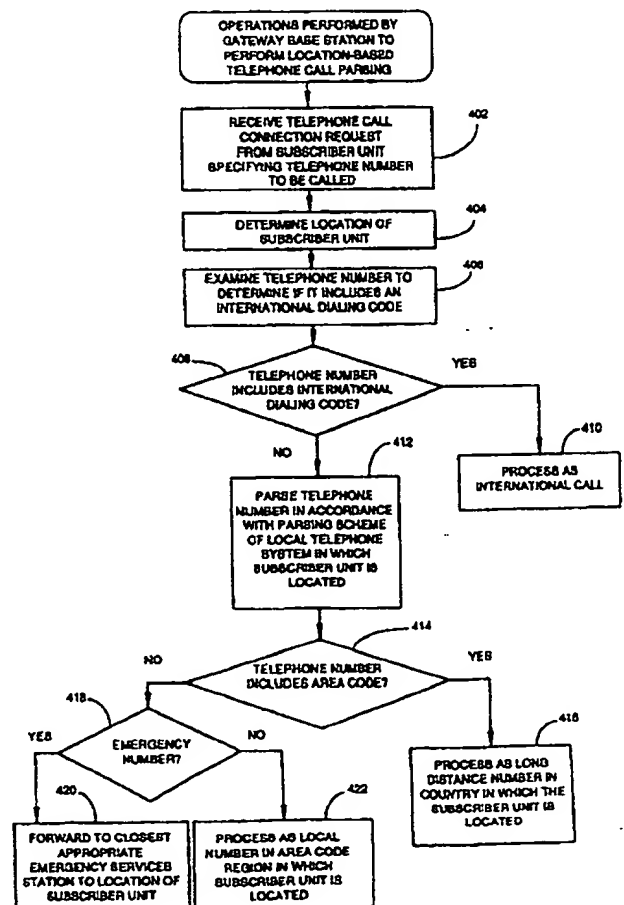 OPERATIONS PERFORMED BY
GATEWAY BASE STATION TO
PERFORM LOCATION-BASED
TELEPHONE CALL PARSING
402
RECEIVE TELEPHONE CALL
CONNECTION REQUEST
FROM SUBSCRIBER UNIT
SPECIFYING TELEPHONE NUMBER
TO BE CALLED
404
DETERMINE LOCATION OF
SUBSCRIBER UNIT
406
EXAMINE TELEPHONE NUMBER TO
DETERMINE IF IT INCLUDES AN
INTERNATIONAL DIALING CODE
408
TELEPHONE NUMBER
INCLUDES INTERNATIONAL
DIALING CODE?
YES
NO
410
PROCESS AS
INTERNATIONAL CALL
412
PARSE TELEPHONE
NUMBER IN ACCORDANCE
WITH PARSING SCHEME
OF LOCAL TELEPHONE
SYSTEM IN WHICH
SUBSCRIBER UNIT IS
LOCATED
414
TELEPHONE NUMBER
INCLUDES AREA CODE?
NO
YES
418
EMERGENCY
NUMBER?
YES
NO
416
PROCESS AS LONG
DISTANCE NUMBER IN
COUNTRY IN WHICH THE
SUBSCRIBER UNIT IS
LOCATED
420
FORWARD TO CLOSEST
APPROPRIATE
EMERGENCY SERVICES
STATION TO LOCATION OF
SUBSCRIBER UNIT
422
PROCESS AS LOCAL
NUMBER IN AREA CODE
REGION IN WHICH
SUBSCRIBER UNIT IS
LOCATED